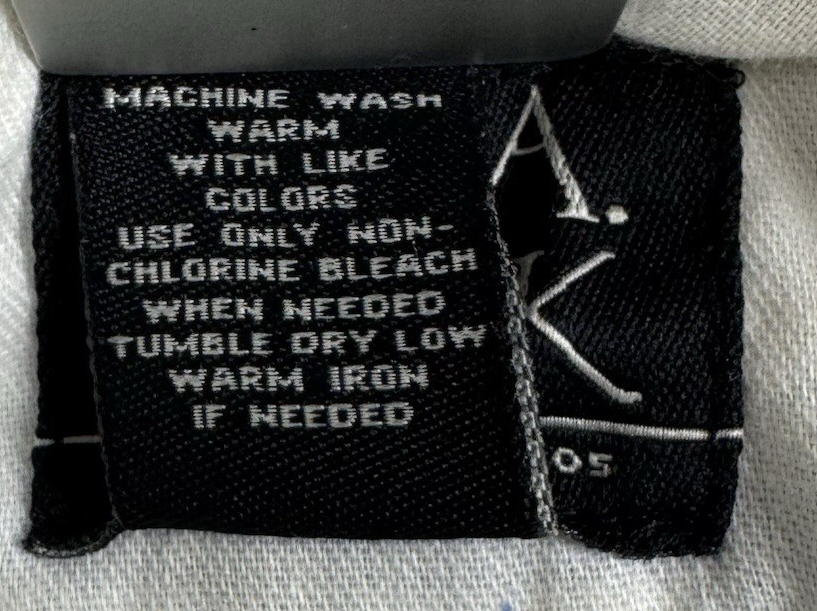 MACHINE WASH
WARM
WITH LIKE
COLORS
USE ONLY NON-
CHLORINE BLEACH
WHEN NEEDED
TUMBLE DRY LOW
WARM IRON
IF NEEDED
A.
K